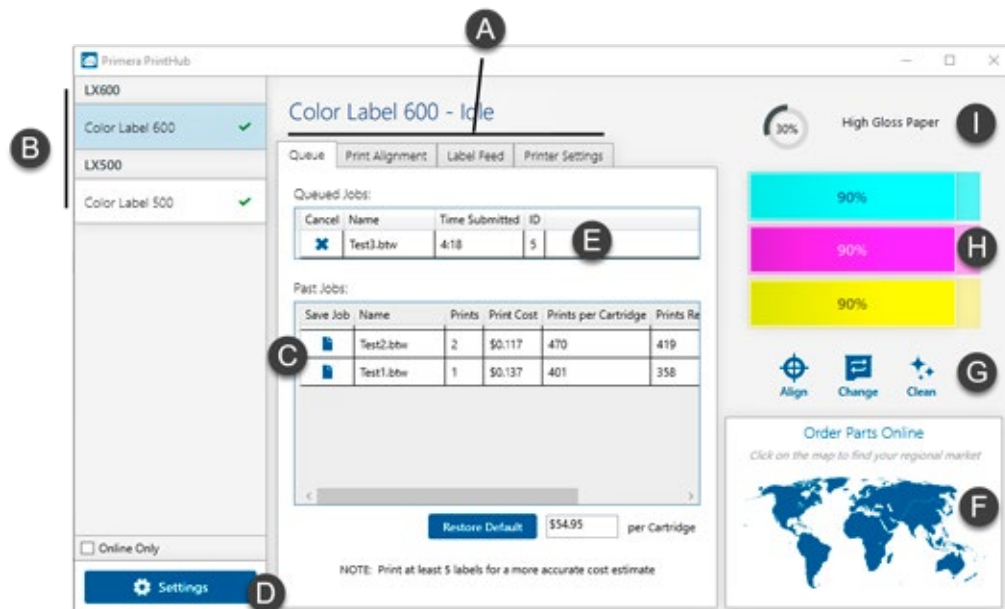 A
Primera PrintHub
LX600
Color Label 600
LX500
Color Label 500
B
Color Label 600 - Idle
Queue Print Alignment Label Feed Printer Settings
Queued Jobs:
Cancel Name Time Submitted ID
Test3.btw 4:18 5
E
Past Jobs:
Save Job Name Prints Print Cost Prints per Cartridge Prints Re
Test2.btw 2 $0.117 470 419
Test1.btw 1 $0.137 401 358
C
Restore Default $54.95 per Cartridge
NOTE: Print at least 5 labels for a more accurate cost estimate
Online Only
Settings
D
30% High Gloss Paper
I
90%
90%
H
90%
Align Change Clean
G
Order Parts Online
Click on the map to find your regional market
F